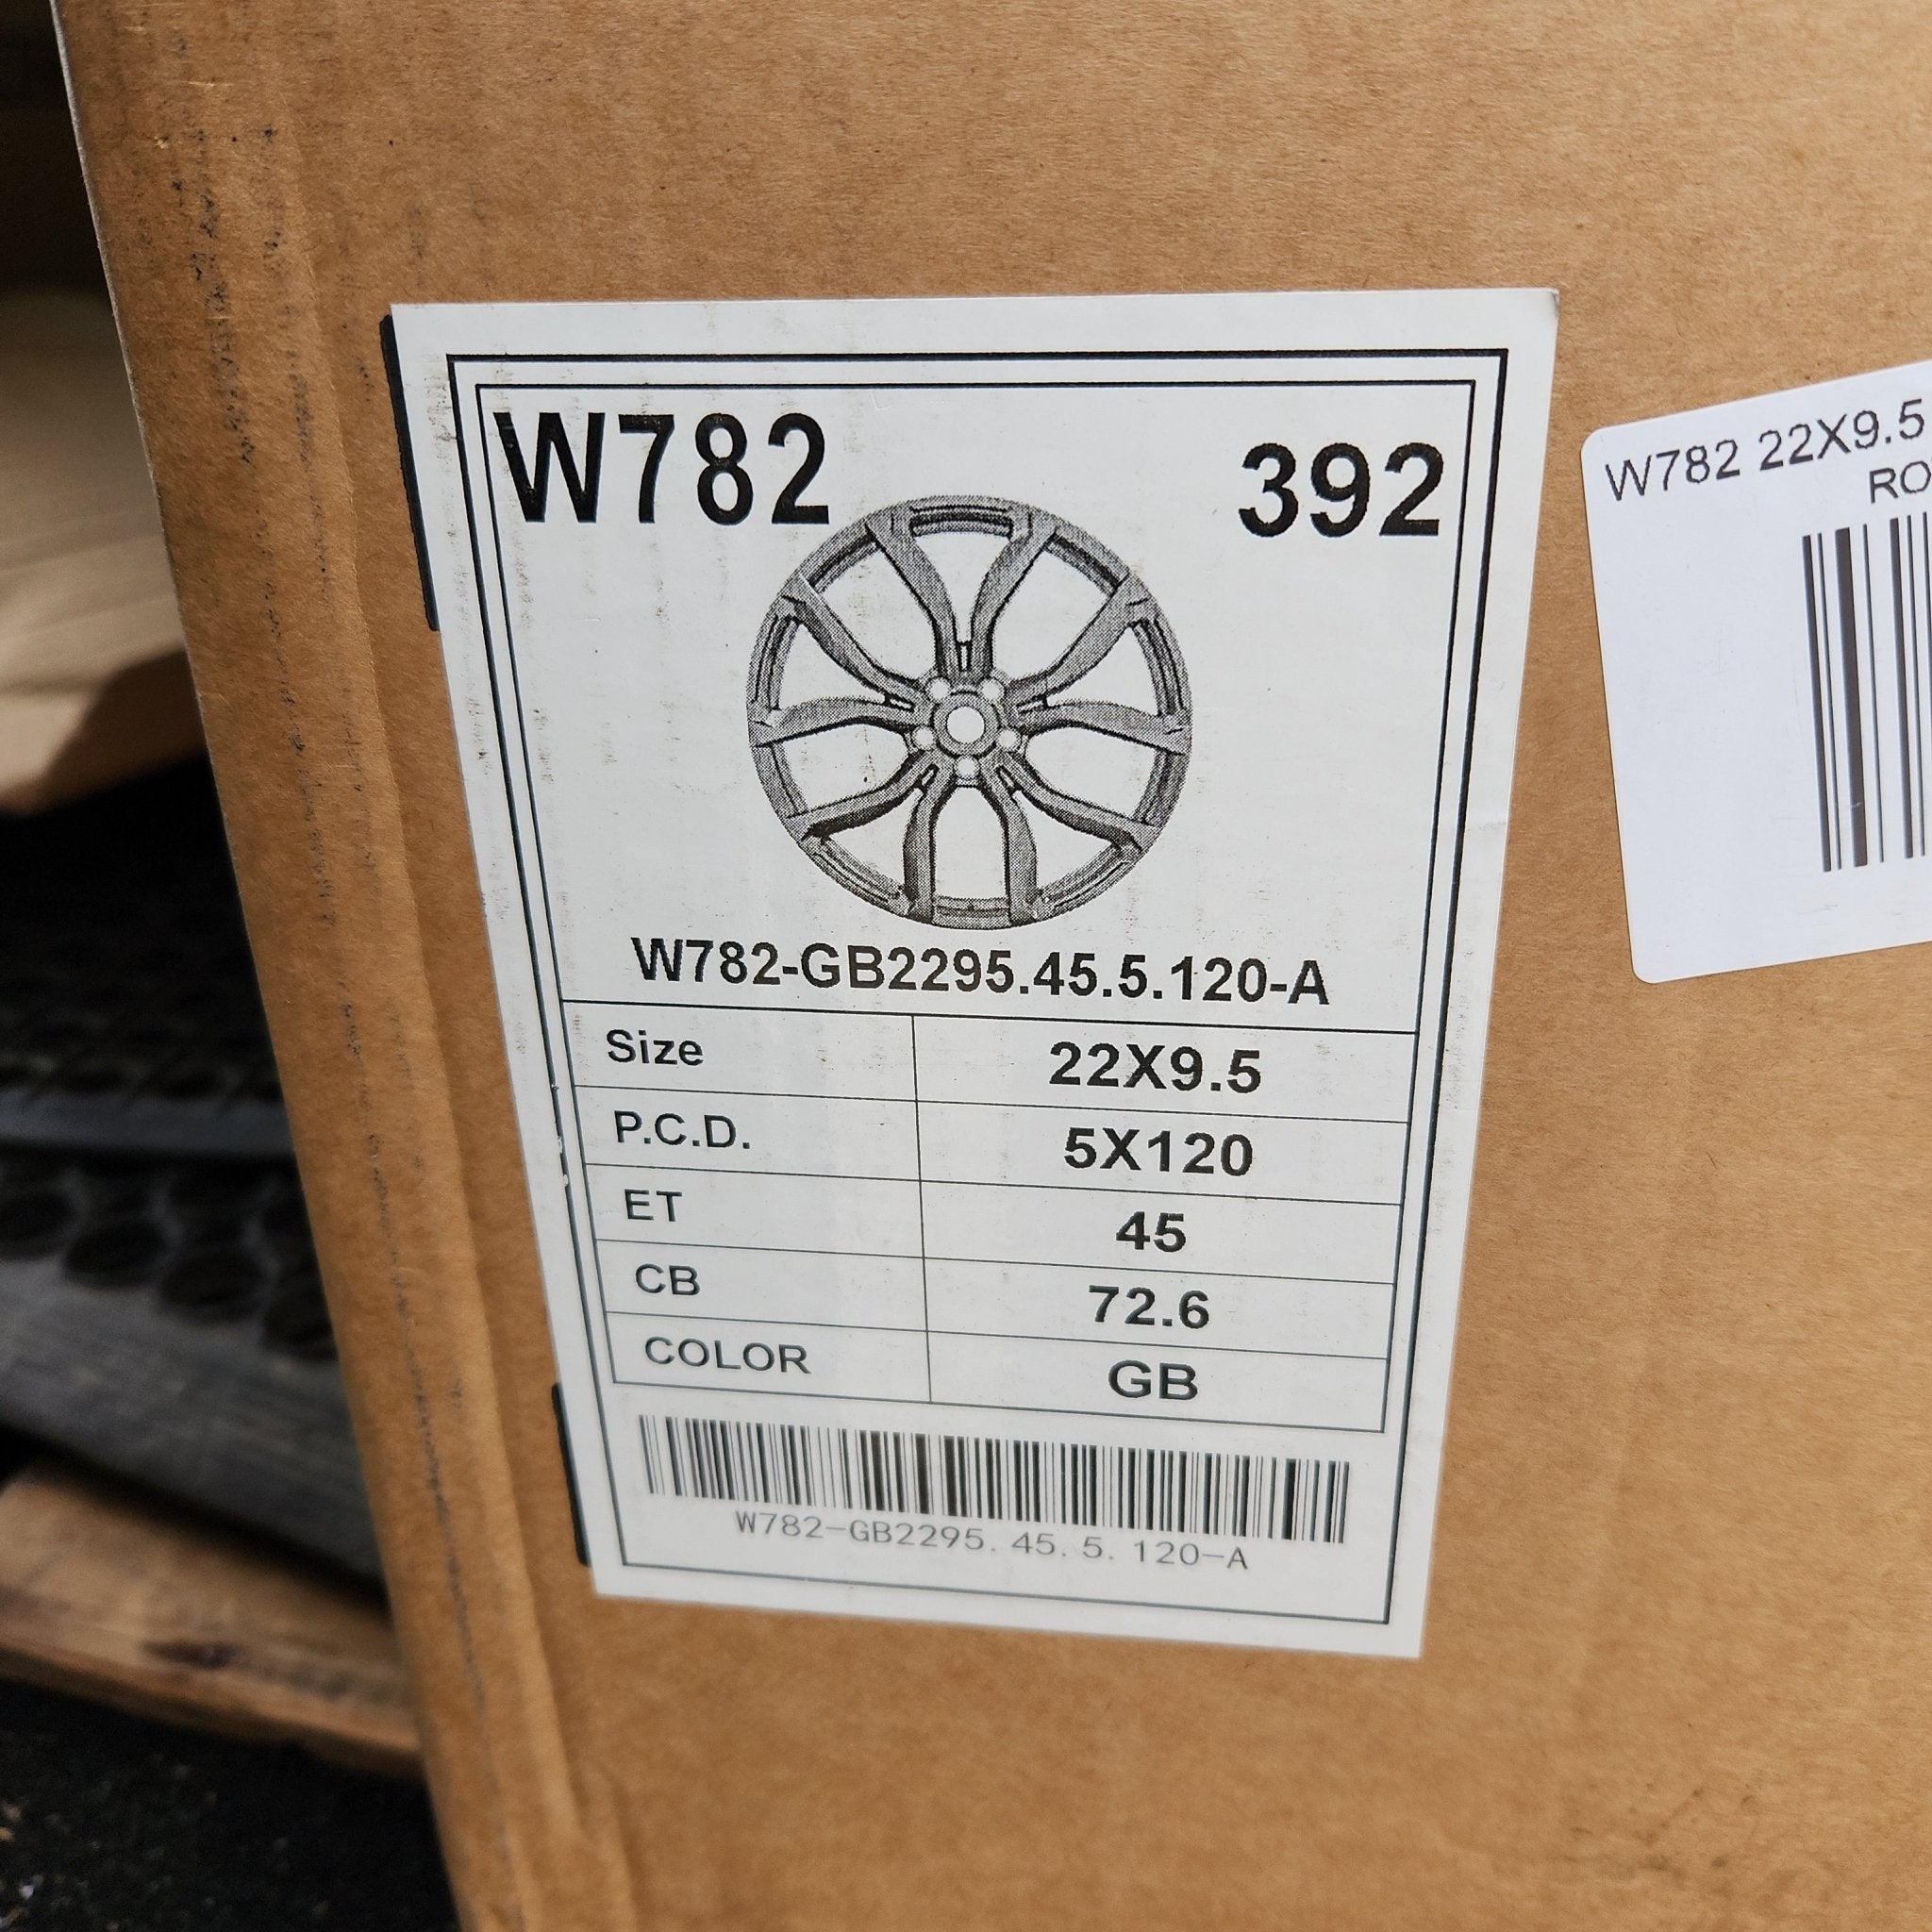 W782
392
W782-GB2295.45.5.120-A
Size 22X9.5
P.C.D. 5X120
ET 45
CB 72.6
COLOR GB
W782-GB2295.45.5.120-A
W782 22X9.5